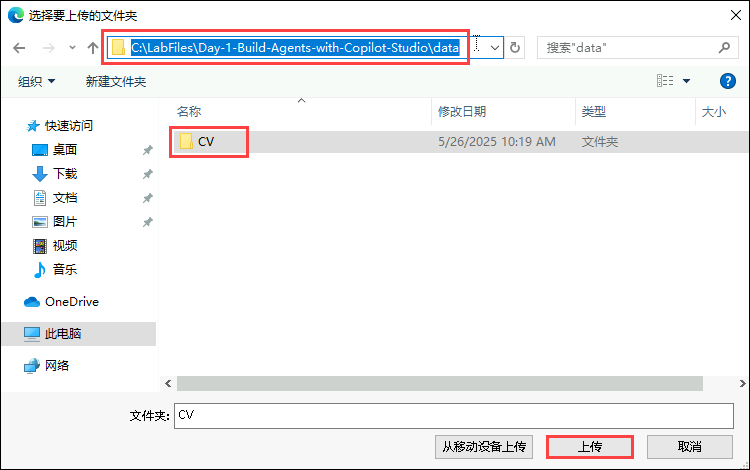 选择要上传的文件夹
C:\LabFiles\Day-1-Build-Agents-with-Copilot-Studio\data
搜索"data"
组织 新建文件夹
名称 修改日期 类型 大小
快速访问
桌面
下载
文档
图片
视频
音乐
OneDrive
此电脑
网络
CV 5/26/2025 10:19 AM 文件夹
文件夹: CV
从移动设备上传 上传 取消